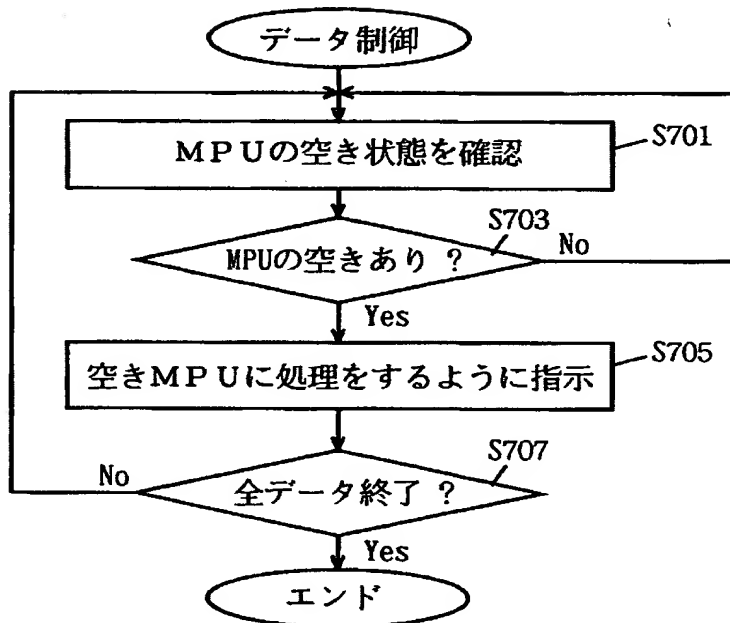 データ制御
MPUの空き状態を確認
S701
S703
MPUの空きあり ?
No
Yes
空きMPUに処理をするように指示
S705
S707
No
全データ終了 ?
Yes
エンド